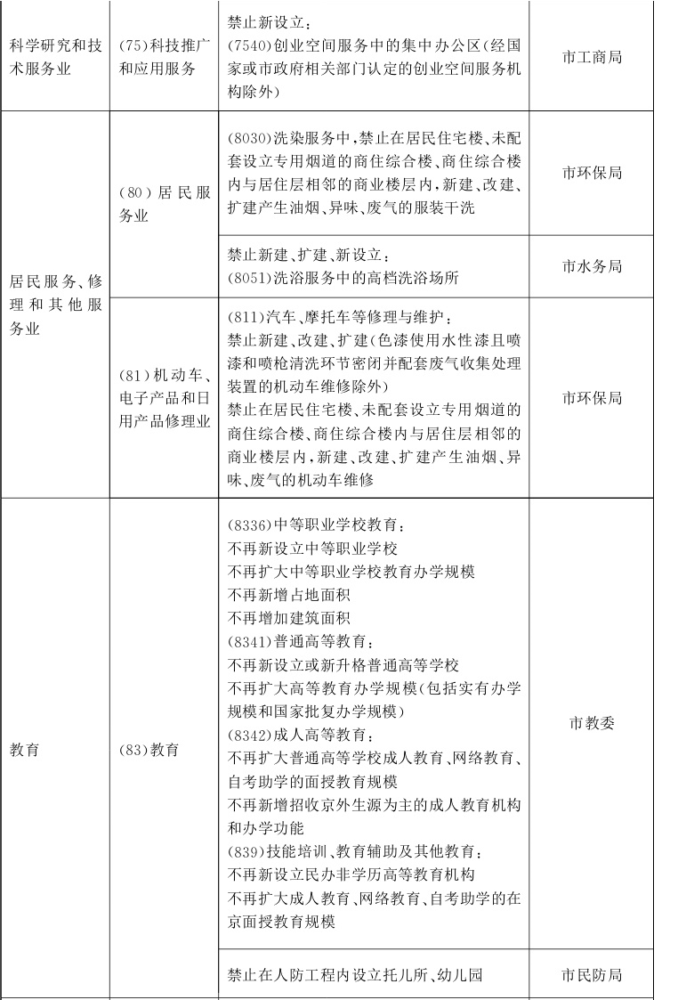 科学研究和技
术服务业
(75)科技推广
和应用服务
禁止新设立:
(7540)创业空间服务中的集中办公区(经国
家或市政府相关部门认定的创业空间服务机
构除外)
市工商局
居民服务、修
理和其他服
务业
(80)居民服
务业
(8030)洗染服务中,禁止在居民住宅楼、未配
套设立专用烟道的商住综合楼、商住综合楼
内与居住层相邻的商业楼层内,新建、改建、
扩建产生油烟、异味、废气的服装干洗
市环保局
禁止新建、扩建、新设立:
(8051)洗浴服务中的高档洗浴场所
市水务局
(81)机动车、
电子产品和日
用产品修理业
(811)汽车、摩托车等修理与维护:
禁止新建、改建、扩建(色漆使用水性漆且喷
漆和喷枪清洗环节密闭并配套废气收集处理
装置的机动车维修除外)
禁止在居民住宅楼、未配套设立专用烟道的
商住综合楼、商住综合楼内与居住层相邻的
商业楼层内,新建、改建、扩建产生油烟、异
味、废气的机动车维修
市环保局
教育
(83)教育
(8336)中等职业学校教育:
不再新设立中等职业学校
不再扩大中等职业学校教育办学规模
不再新增占地面积
不再增加建筑面积
(8341)普通高等教育:
不再新设立或新升格普通高等学校
不再扩大高等教育办学规模(包括实有办学
规模和国家批复办学规模)
(8342)成人高等教育:
不再扩大普通高等学校成人教育、网络教育、
自考助学的面授教育规模
不再新增招收京外生源为主的成人教育机构
和办学功能
(839)技能培训、教育辅助及其他教育:
不再新设立民办非学历高等教育机构
不再扩大成人教育、网络教育、自考助学的在
京面授教育规模
市教委
禁止在人防工程内设立托儿所、幼儿园
市民防局